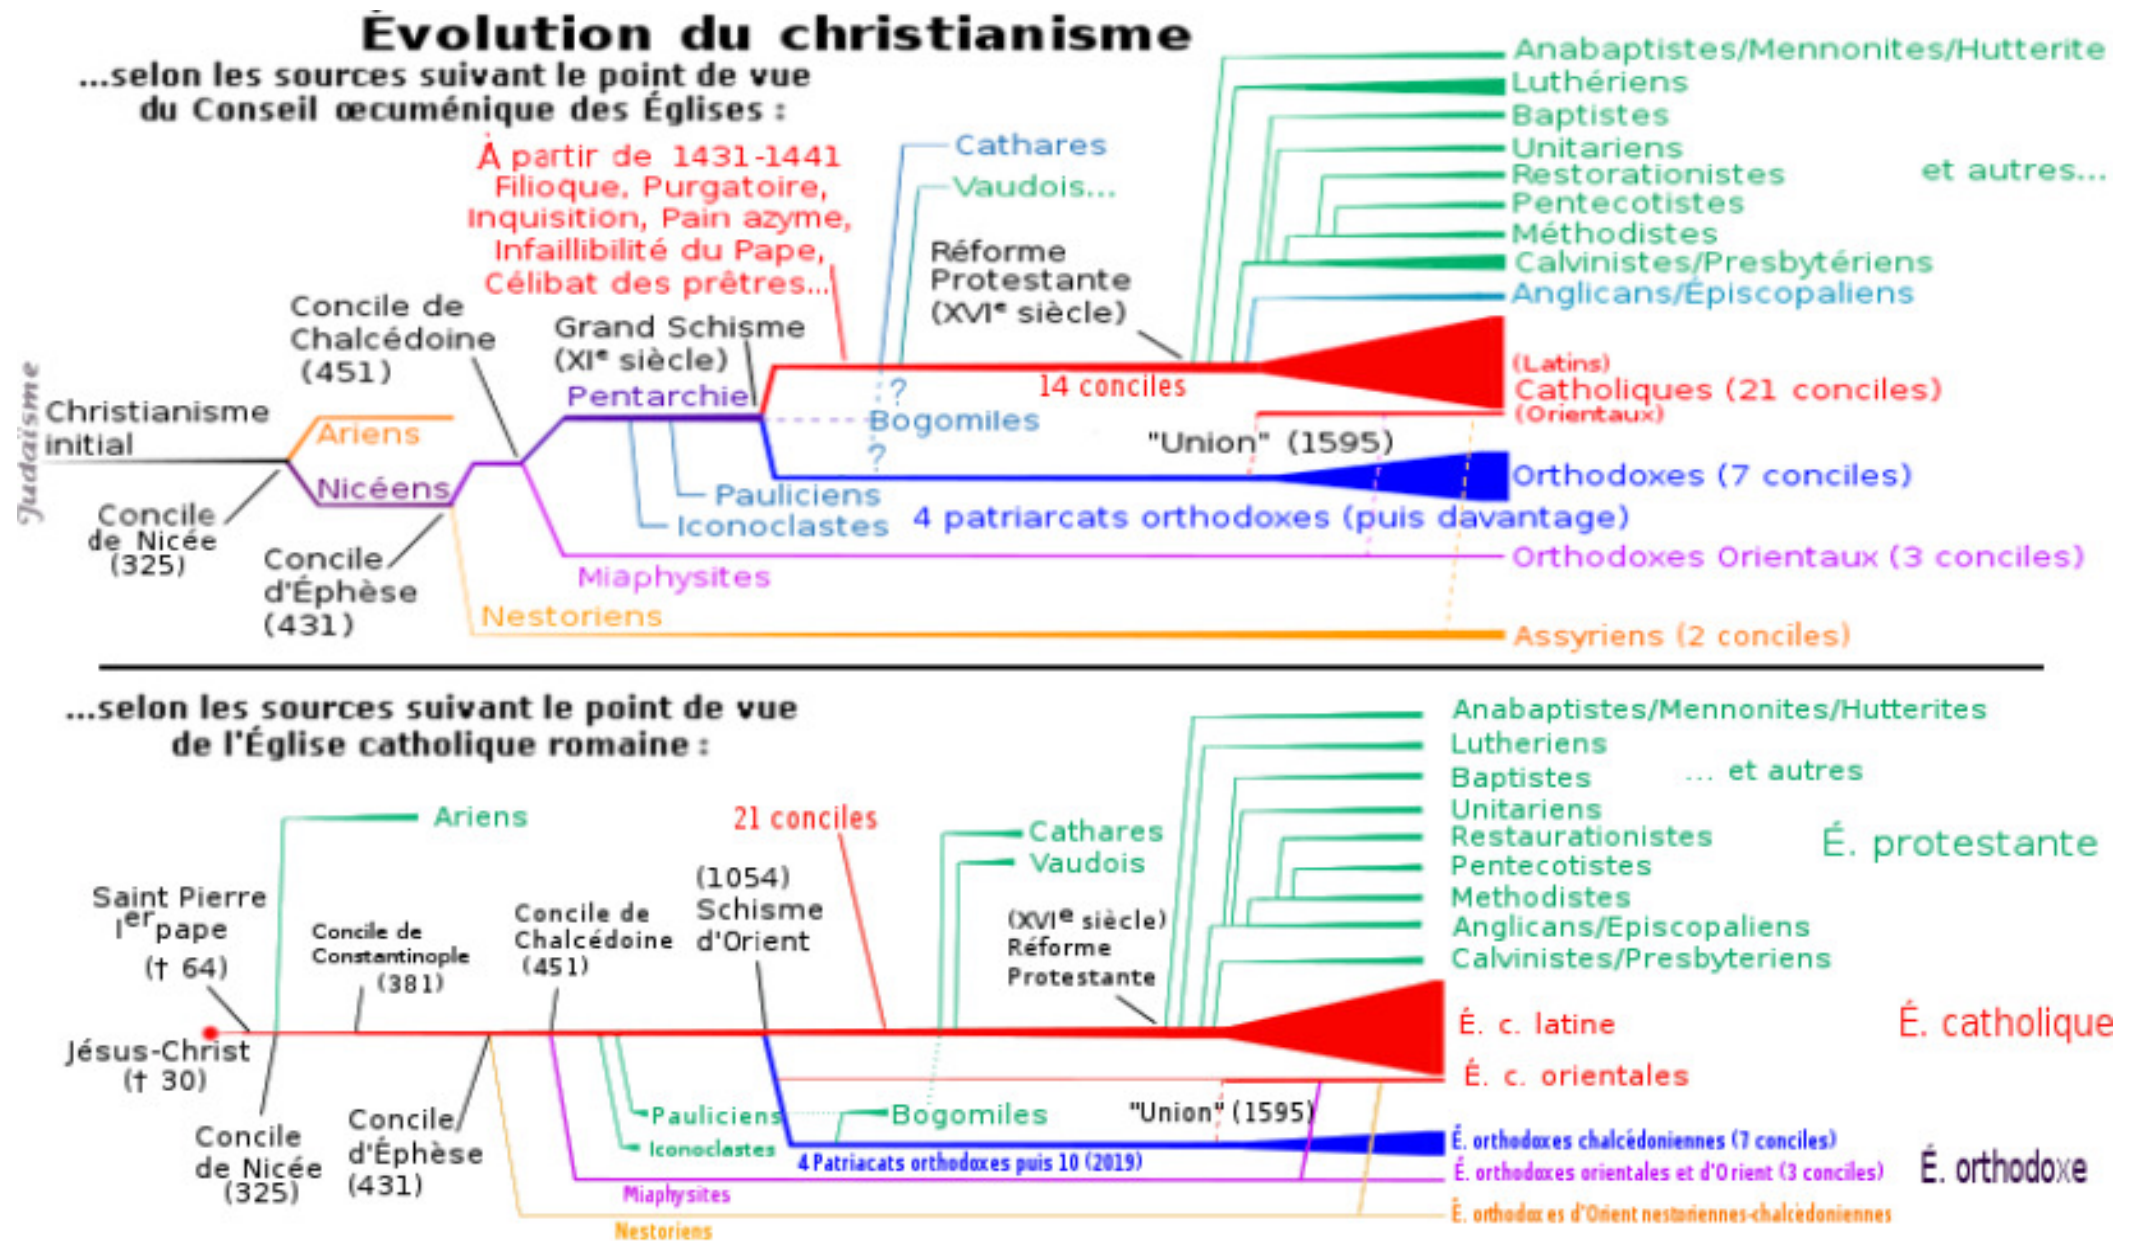 Évolution du christianisme
...selon les sources suivant le point de vue
du Conseil œcuménique des Églises :
À partir de 1431-1441
Filioque, Purgatoire,
Inquisition, Pain azyme,
Infaillibilité du Pape,
Célibat des prêtres...
Cathares
Vaudois...
Réforme
Protestante
(XVIe siècle)
Anabaptistes/Mennonites/Hutterite
Luthériens
Baptistes
Unitariens
Restorationistes
et autres...
Pentecotistes
Méthodistes
Calvinistes/Presbytériens
Anglicans/Épiscopaliens
(Latins)
Catholiques (21 conciles)
(Orientaux)
14 conciles
Concile de
Chalcédoine
(451)
Grand Schisme
(XIe siècle)
Pentarchie
Judaïsme
Christianisme
initial
Ariens
Nicéens
Concile
de Nicée
(325)
Concile
d'Éphèse
(431)
?
Bogomiles
?
"Union" (1595)
Pauliciens
Iconoclastes
Orthodoxes (7 conciles)
4 patriarcats orthodoxes (puis davantage)
Miaphysites
Orthodoxes Orientaux (3 conciles)
Nestoriens
Assyriens (2 conciles)
...selon les sources suivant le point de vue
de l'Église catholique romaine :
Anabaptistes/Mennonites/Hutterites
Lutheriens
Baptistes
... et autres
Unitariens
Restaurationistes
Pentecotistes
Methodistes
Anglicans/Episcopaliens
Calvinistes/Presbyteriens
É. protestante
Ariens
21 conciles
Cathares
Vaudois
Saint Pierre
Ier pape
(† 64)
Concile de
Constantinople
(381)
Concile de
Chalcédoine
(451)
(1054)
Schisme
d'Orient
(XVIe siècle)
Réforme
Protestante
É. c. latine
É. catholique
É. c. orientales
Jésus-Christ
(† 30)
Concile
de Nicée
(325)
Concile
d'Éphèse
(431)
Pauliciens
Iconoclastes
Bogomiles
"Union" (1595)
4 Patriacats orthodoxes puis 10 (2019)
É. orthodoxes chalcédoniennes (7 conciles)
É. orthodoxes orientales et d'Orient (3 conciles)
É. orthodoxe
Miaphysites
É. orthodoxes d'Orient nestoriennes-chalcédoniennes
Nestoriens